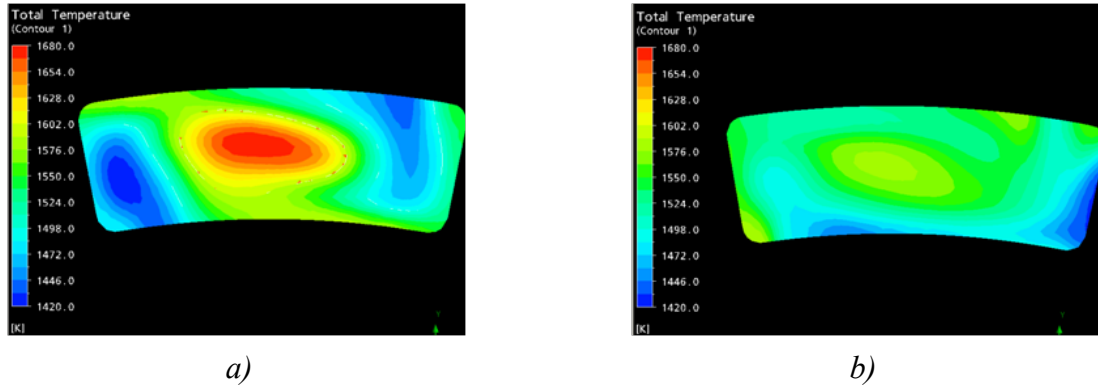 Total Temperature
(Contour 1)
1680.0
1654.0
1628.0
1602.0
1576.0
1550.0
1524.0
1498.0
1472.0
1446.0
1420.0
[K]
Y
a)
Total Temperature
(Contour 1)
1680.0
1654.0
1628.0
1602.0
1576.0
1550.0
1524.0
1498.0
1472.0
1446.0
1420.0
[K]
Y
b)